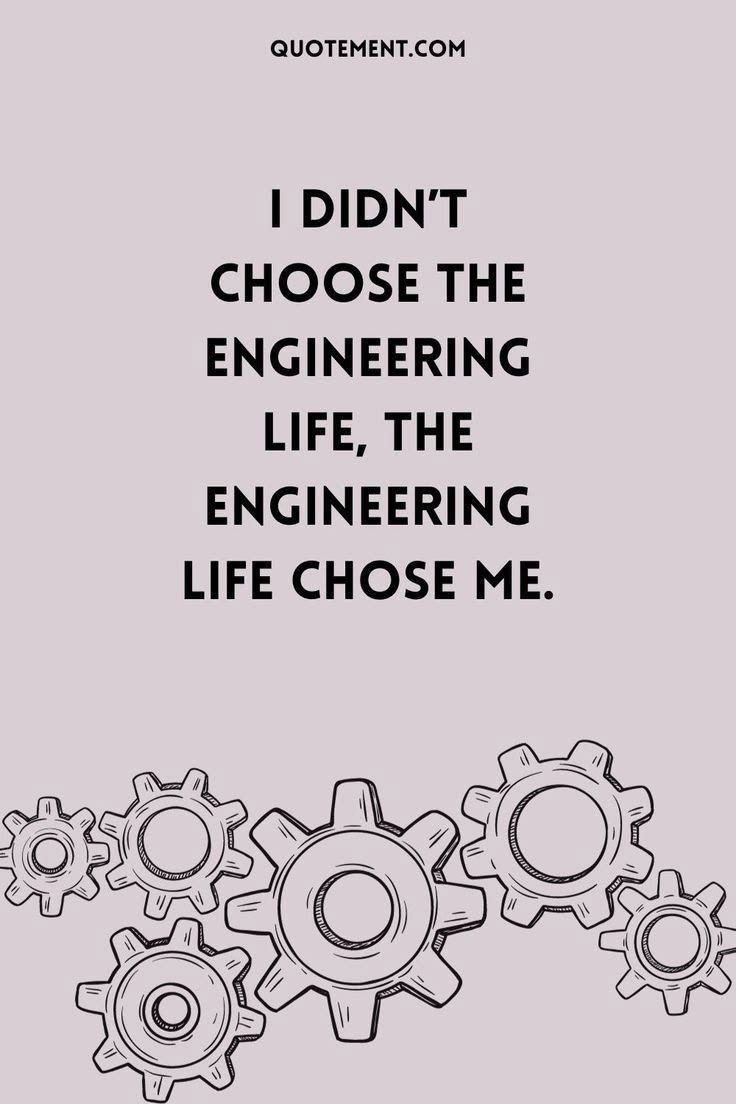 QUOTEMENT.COM
I DIDN’T
CHOOSE THE
ENGINEERING
LIFE, THE
ENGINEERING
LIFE CHOSE ME.